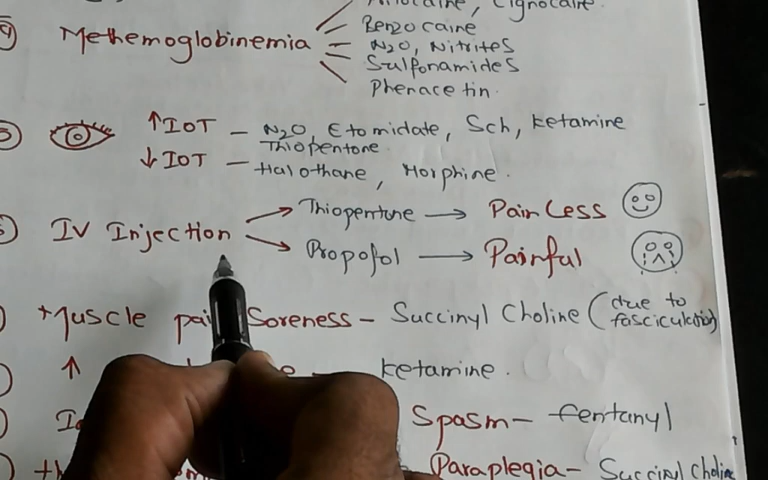 Lignocaine
Benzocaine
Methemoglobinemia
N2O, Nitrites
Sulfonamides
Phenacetin
↑IOT – N2O, Etomidate, Sch, Ketamine
Thiopentone
↓IOT – Halothane, Morphine.
IV Injection
Thiopentone → Painless
Propofol → Painful
Muscle Soreness – Succinyl Choline (due to
fasciculation)
↑ ketamine.
Spasm – fentanyl
Paraplegia – Succinyl Choline